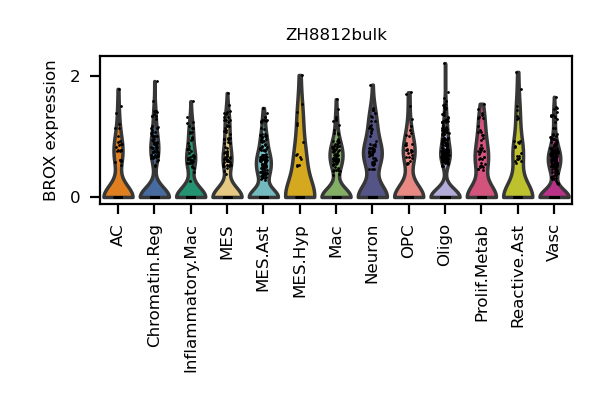 ZH8812bulk
BROX expression
2
0
AC
Chromatin.Reg
Inflammatory.Mac
MES
MES.Ast
MES.Hyp
Mac
Neuron
OPC
Oligo
Prolif.Metab
Reactive.Ast
Vasc